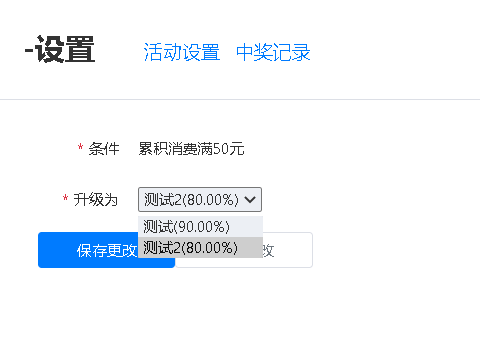 -设置 活动设置 中奖记录
* 条件 累积消费满50元
* 升级为 测试2(80.00%)
测试(90.00%)
测试2(80.00%)
保存更改 改